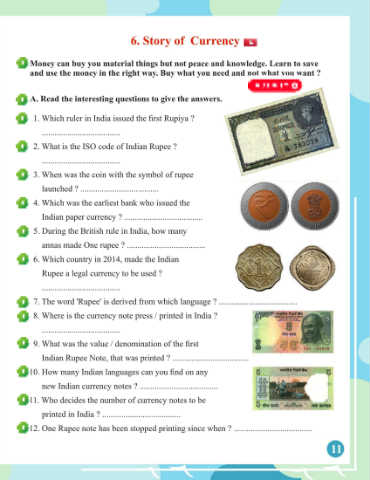 6. Story of Currency
Money can buy you material things but not peace and knowledge. Learn to save
and use the money in the right way. Buy what you need and not what you want ?
A. Read the interesting questions to give the answers.
1. Which ruler in India issued the first Rupiya ?
.......................................
2. What is the ISO code of Indian Rupee ?
.......................................
3. When was the coin with the symbol of rupee
launched ? .......................................
4. Which was the earliest bank who issued the
Indian paper currency ? .......................................
5. During the British rule in India, how many
annas made One rupee ? .......................................
6. Which country in 2014, made the Indian
Rupee a legal currency to be used ?
.......................................
7. The word 'Rupee' is derived from which language ? .......................................
8. Where is the currency note press / printed in India ?
.......................................
9. What was the value / denomination of the first
Indian Rupee Note, that was printed ? .......................................
10. How many Indian languages can you find on any
new Indian currency notes ? .......................................
11. Who decides the number of currency notes to be
printed in India ? .......................................
12. One Rupee note has been stopped printing since when ? .......................................
11